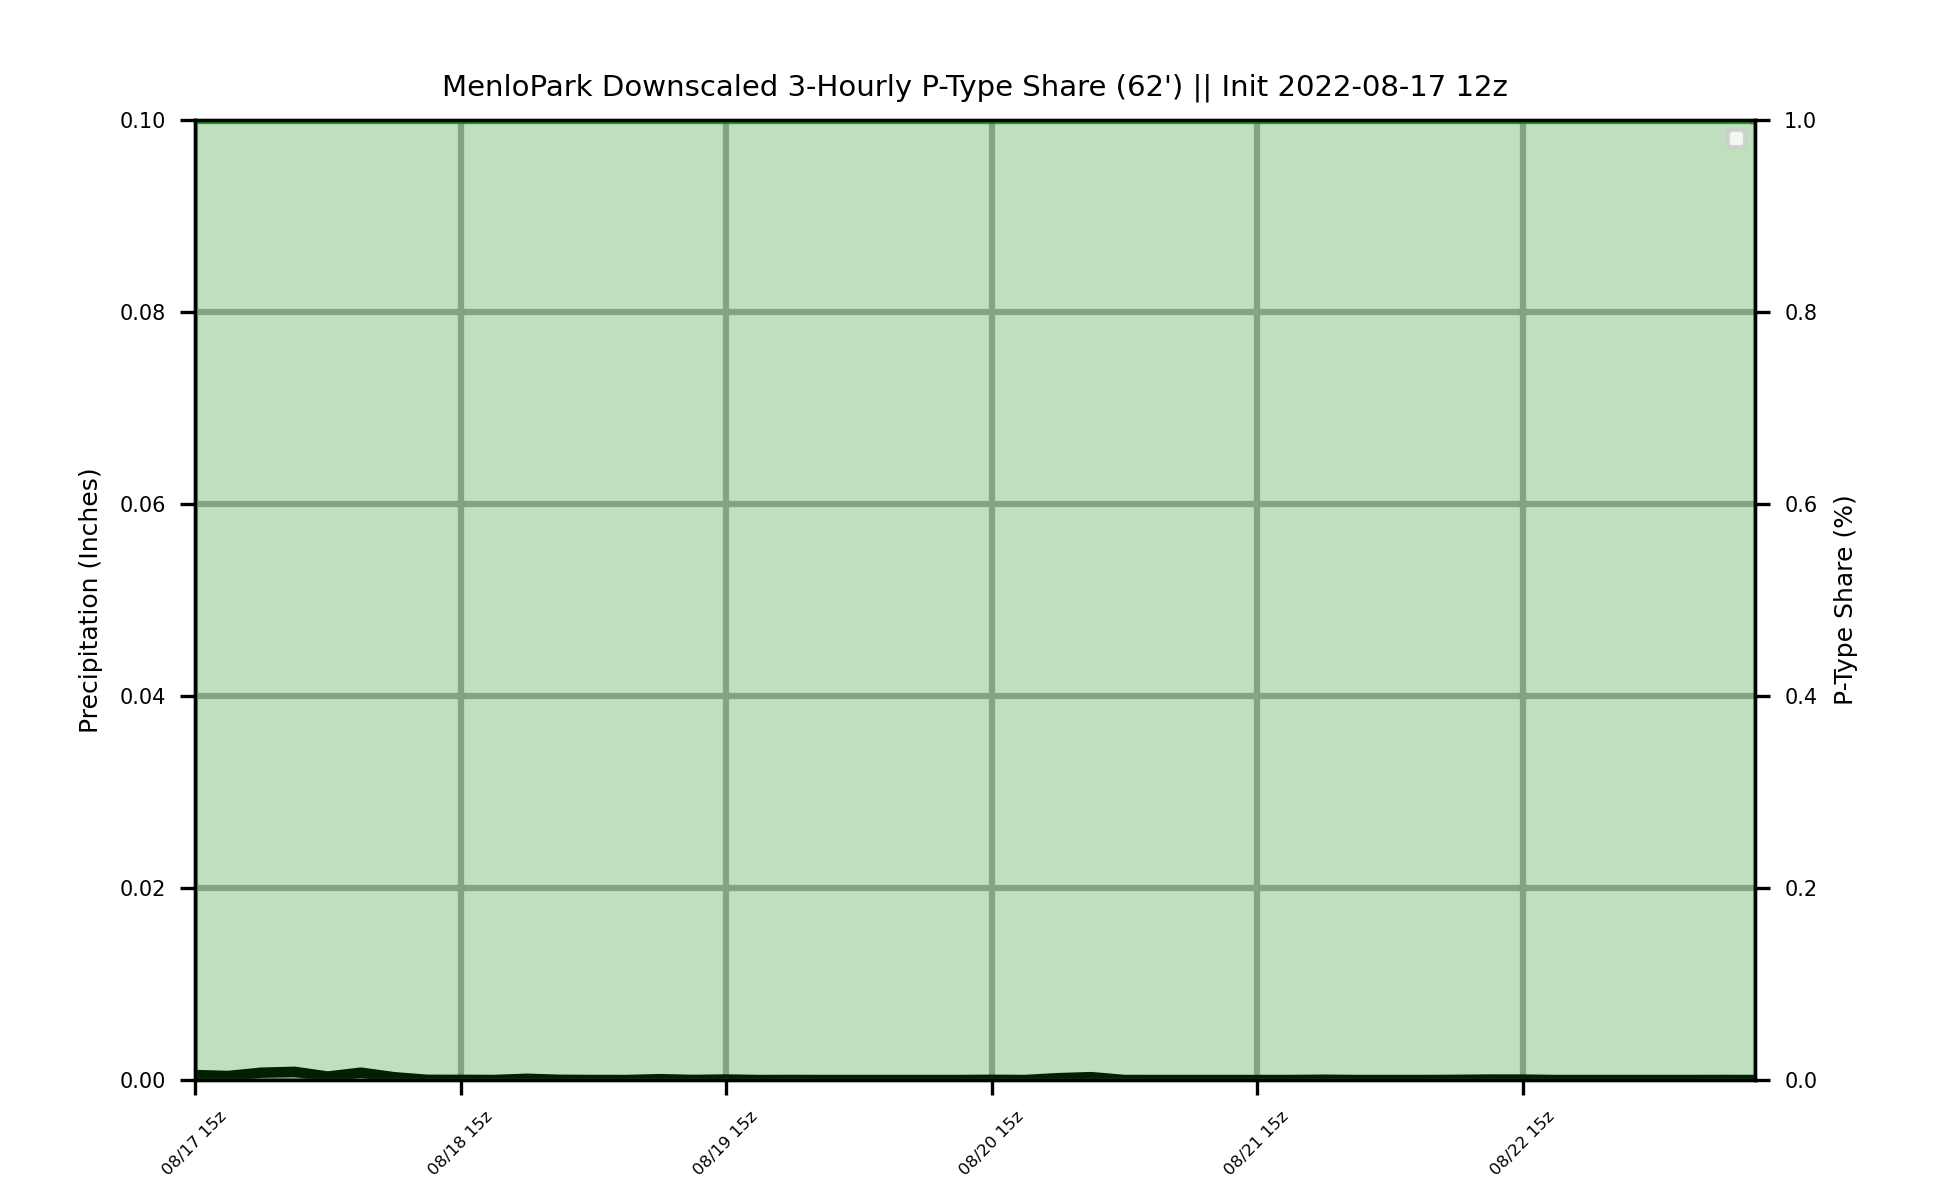 MenloPark Downscaled 3-Hourly P-Type Share (62') || Init 2022-08-17 12z
0.10
0.08
0.06
0.04
0.02
0.00
Precipitation (Inches)
1.0
0.8
0.6
0.4
0.2
0.0
P-Type Share (%)
08/17 15z
08/18 15z
08/19 15z
08/20 15z
08/21 15z
08/22 15z